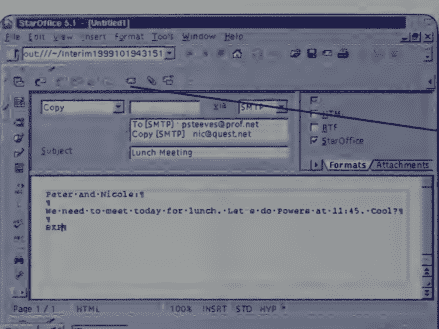 StarOffice 5.1 - [Untitled1]
File Edit View Insert Format Tools Window Help
out:///~/interim1999101943151
Copy via SMTP
To [SMTP] psteeves@prof.net
Copy [SMTP] nic@quest.net
Subject Lunch Meeting
HTML
RTF
StarOffice
Formats Attachments
Peter·and·Nicole:¶
¶
We·need·to·meet·today·for·lunch.·Let's·do·Powers·at·11:45.·Cool?¶
¶
Page 1 / 1 HTML 100% INSRT STD HYP *